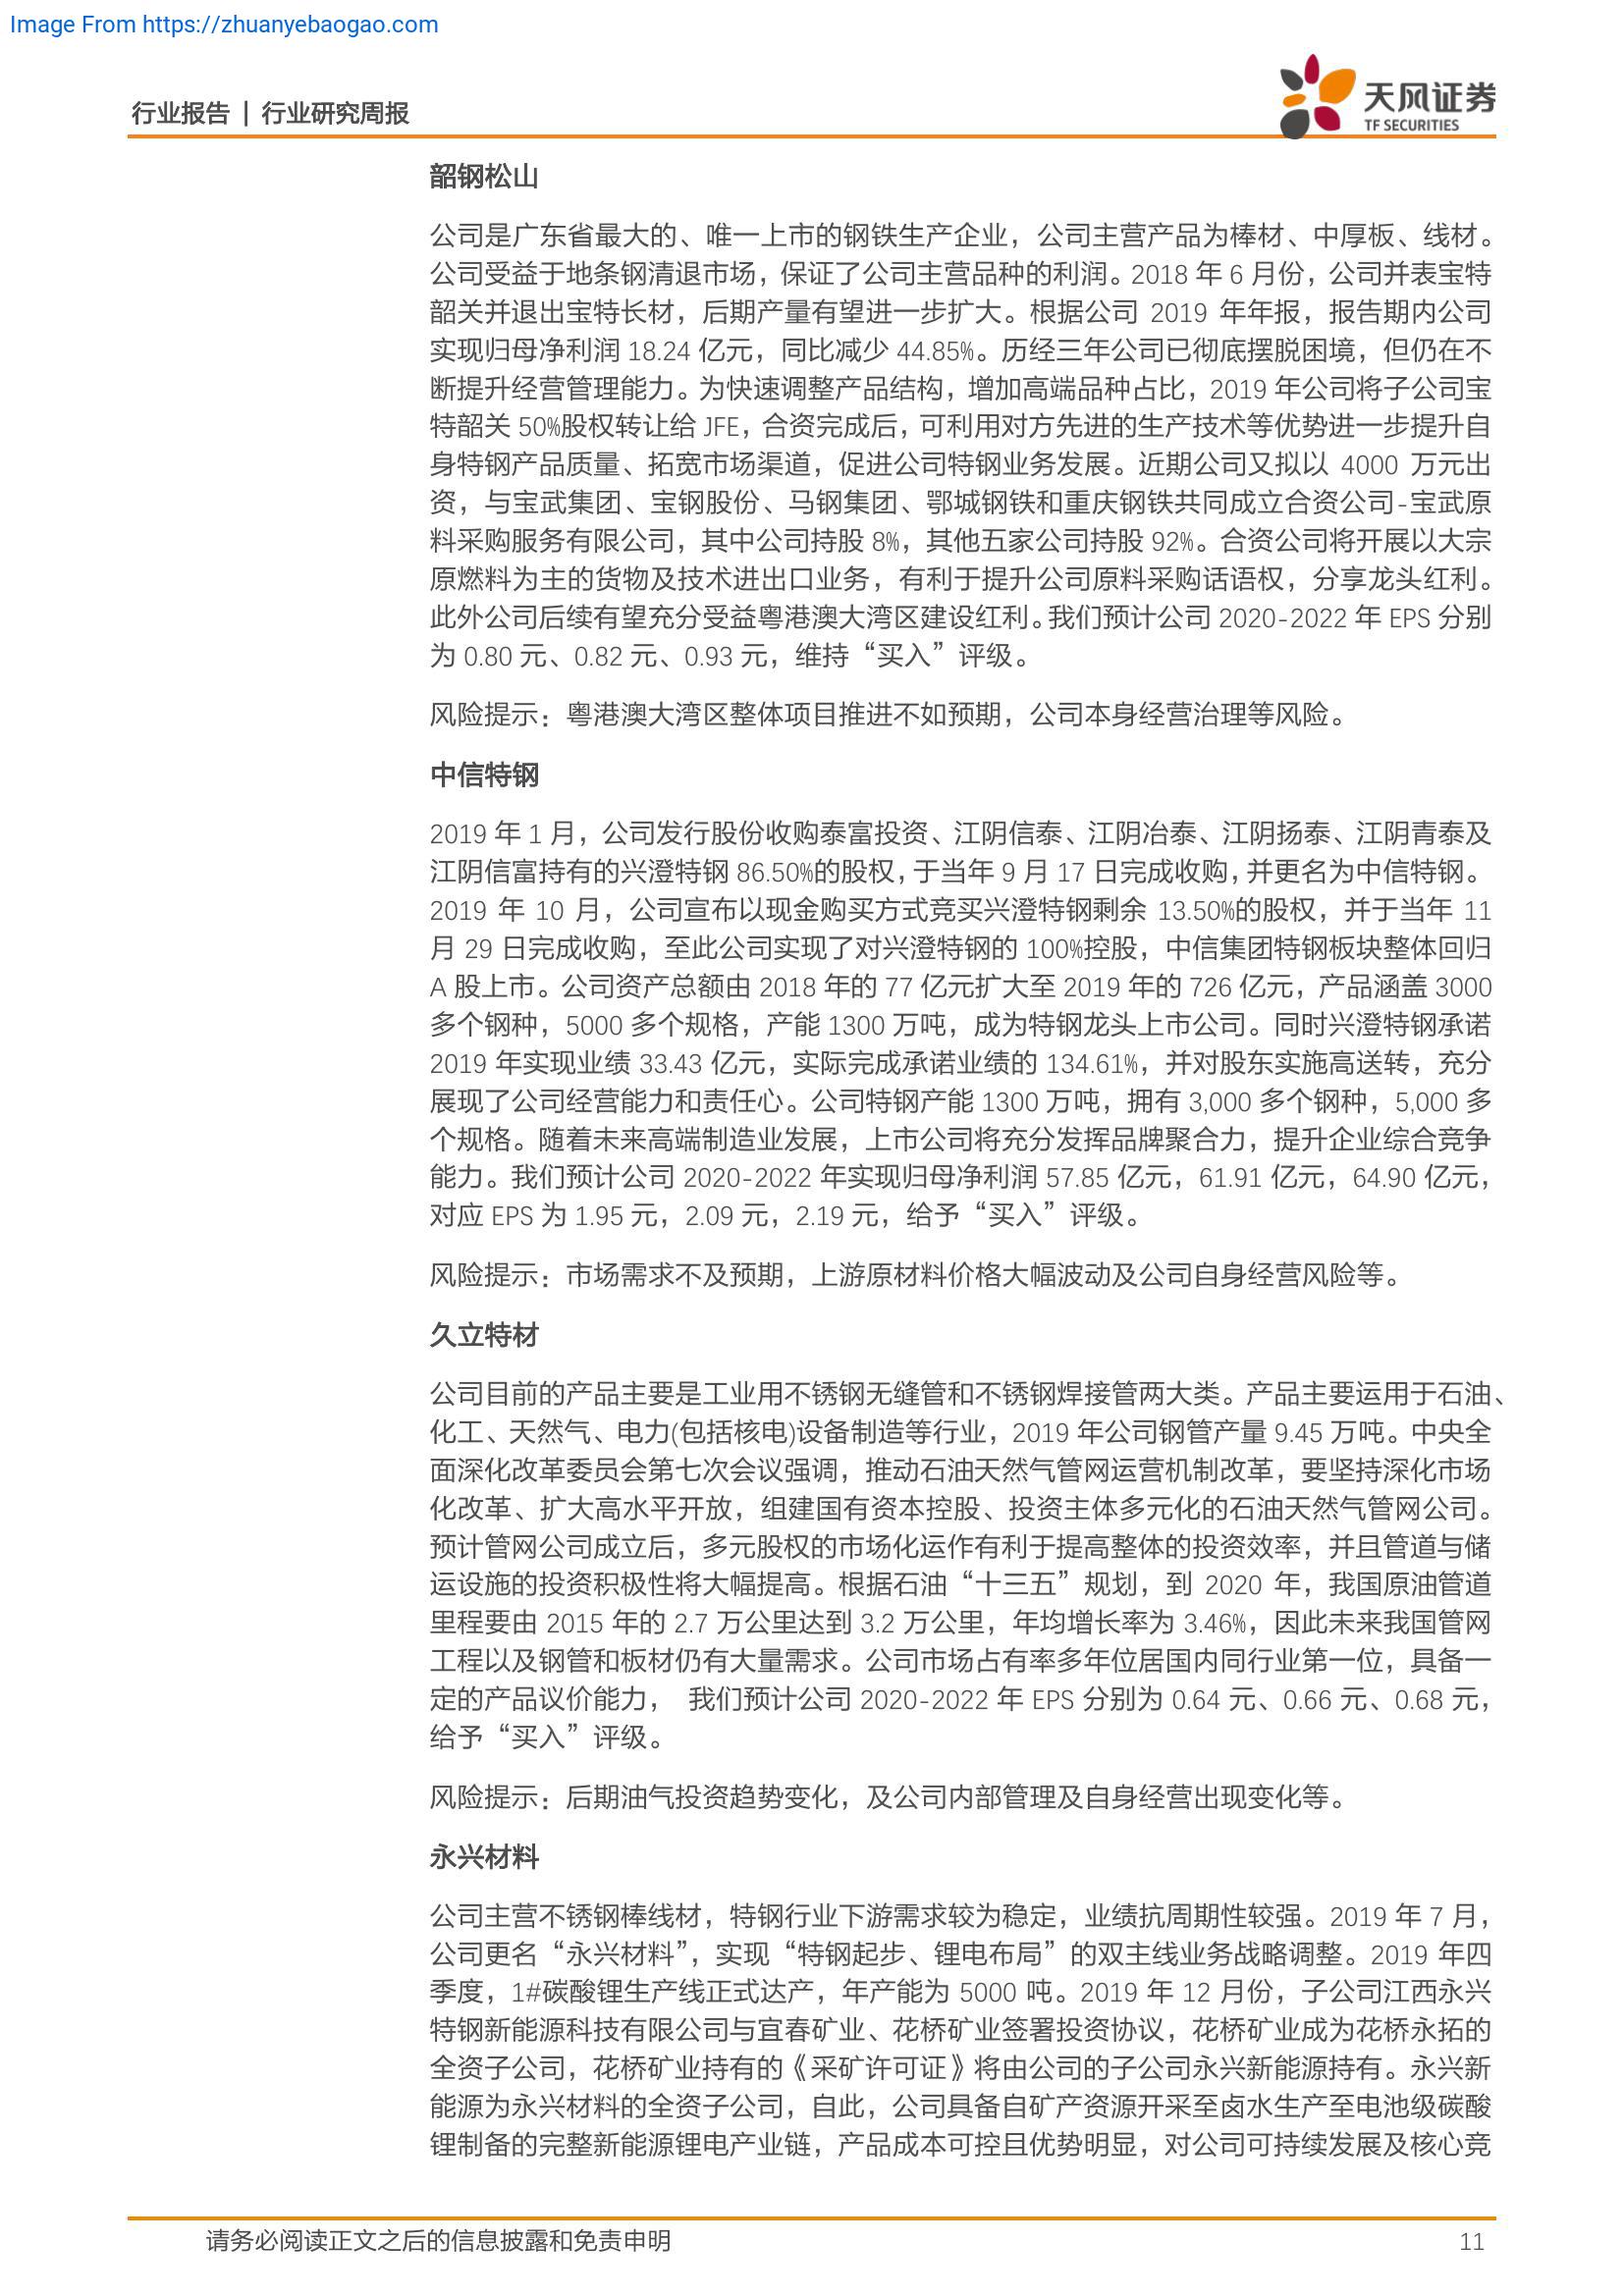 Image From https://zhuanyebaogao.com
行业报告 | 行业研究周报
天风证券
TF SECURITIES
韶钢松山
公司是广东省最大的、唯一上市的钢铁生产企业，公司主营产品为棒材、中厚板、线材。
公司受益于地条钢清退市场，保证了公司主营品种的利润。2018 年 6 月份，公司并表宝特
韶关并退出宝特长材，后期产量有望进一步扩大。根据公司 2019 年年报，报告期内公司
实现归母净利润 18.24 亿元，同比减少 44.85%。历经三年公司已彻底摆脱困境，但仍在不
断提升经营管理能力。为快速调整产品结构，增加高端品种占比，2019 年公司将子公司宝
特韶关 50%股权转让给 JFE，合资完成后，可利用对方先进的生产技术等优势进一步提升自
身特钢产品质量、拓宽市场渠道，促进公司特钢业务发展。近期公司又拟以 4000 万元出
资，与宝武集团、宝钢股份、马钢集团、鄂城钢铁和重庆钢铁共同成立合资公司-宝武原
料采购服务有限公司，其中公司持股 8%，其他五家公司持股 92%。合资公司将开展以大宗
原燃料为主的货物及技术进出口业务，有利于提升公司原料采购话语权，分享龙头红利。
此外公司后续有望充分受益粤港澳大湾区建设红利。我们预计公司 2020-2022 年 EPS 分别
为 0.80 元、0.82 元、0.93 元，维持“买入”评级。
风险提示：粤港澳大湾区整体项目推进不如预期，公司本身经营治理等风险。
中信特钢
2019 年 1 月，公司发行股份收购泰富投资、江阴信泰、江阴冶泰、江阴扬泰、江阴青泰及
江阴信富持有的兴澄特钢 86.50%的股权，于当年 9 月 17 日完成收购，并更名为中信特钢。
2019 年 10 月，公司宣布以现金购买方式竞买兴澄特钢剩余 13.50%的股权，并于当年 11
月 29 日完成收购，至此公司实现了对兴澄特钢的 100%控股，中信集团特钢板块整体回归
A 股上市。公司资产总额由 2018 年的 77 亿元扩大至 2019 年的 726 亿元，产品涵盖 3000
多个钢种，5000 多个规格，产能 1300 万吨，成为特钢龙头上市公司。同时兴澄特钢承诺
2019 年实现业绩 33.43 亿元，实际完成承诺业绩的 134.61%，并对股东实施高送转，充分
展现了公司经营能力和责任心。公司特钢产能 1300 万吨，拥有 3,000 多个钢种，5,000 多
个规格。随着未来高端制造业发展，上市公司将充分发挥品牌聚合力，提升企业综合竞争
能力。我们预计公司 2020-2022 年实现归母净利润 57.85 亿元，61.91 亿元，64.90 亿元，
对应 EPS 为 1.95 元，2.09 元，2.19 元，给予“买入”评级。
风险提示：市场需求不及预期，上游原材料价格大幅波动及公司自身经营风险等。
久立特材
公司目前的产品主要是工业用不锈钢无缝管和不锈钢焊接管两大类。产品主要运用于石油、
化工、天然气、电力(包括核电)设备制造等行业，2019 年公司钢管产量 9.45 万吨。中央全
面深化改革委员会第七次会议强调，推动石油天然气管网运营机制改革，要坚持深化市场
化改革、扩大高水平开放，组建国有资本控股、投资主体多元化的石油天然气管网公司。
预计管网公司成立后，多元股权的市场化运作有利于提高整体的投资效率，并且管道与储
运设施的投资积极性将大幅提高。根据石油“十三五”规划，到 2020 年，我国原油管道
里程要由 2015 年的 2.7 万公里达到 3.2 万公里，年均增长率为 3.46%，因此未来我国管网
工程以及钢管和板材仍有大量需求。公司市场占有率多年位居国内同行业第一位，具备一
定的产品议价能力， 我们预计公司 2020-2022 年 EPS 分别为 0.64 元、0.66 元、0.68 元，
给予“买入”评级。
风险提示：后期油气投资趋势变化，及公司内部管理及自身经营出现变化等。
永兴材料
公司主营不锈钢棒线材，特钢行业下游需求较为稳定，业绩抗周期性较强。2019 年 7 月，
公司更名“永兴材料”，实现“特钢起步、锂电布局”的双主线业务战略调整。2019 年四
季度，1#碳酸锂生产线正式达产，年产能为 5000 吨。2019 年 12 月份，子公司江西永兴
特钢新能源科技有限公司与宜春矿业、花桥矿业签署投资协议，花桥矿业成为花桥永拓的
全资子公司，花桥矿业持有的《采矿许可证》将由公司的子公司永兴新能源持有。永兴新
能源为永兴材料的全资子公司，自此，公司具备自矿产资源开采至卤水生产至电池级碳酸
锂制备的完整新能源锂电产业链，产品成本可控且优势明显，对公司可持续发展及核心竞
请务必阅读正文之后的信息披露和免责申明
11